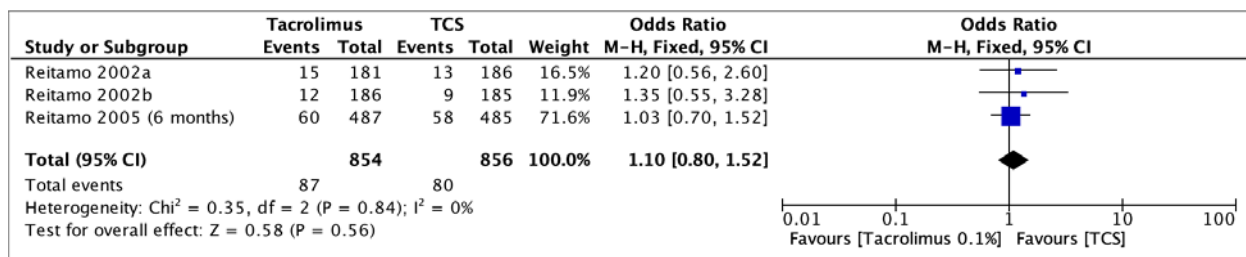 Tacrolimus TCS Odds Ratio Odds Ratio
Study or Subgroup Events Total Events Total Weight M-H, Fixed, 95% CI M-H, Fixed, 95% CI
Reitamo 2002a 15 181 13 186 16.5% 1.20 [0.56, 2.60]
Reitamo 2002b 12 186 9 185 11.9% 1.35 [0.55, 3.28]
Reitamo 2005 (6 months) 60 487 58 485 71.6% 1.03 [0.70, 1.52]
Total (95% CI) 854 856 100.0% 1.10 [0.80, 1.52]
Total events 87 80
Heterogeneity: Chi² = 0.35, df = 2 (P = 0.84); I² = 0%
Test for overall effect: Z = 0.58 (P = 0.56)
0.01 0.1 1 10 100
Favours [Tacrolimus 0.1%] Favours [TCS]